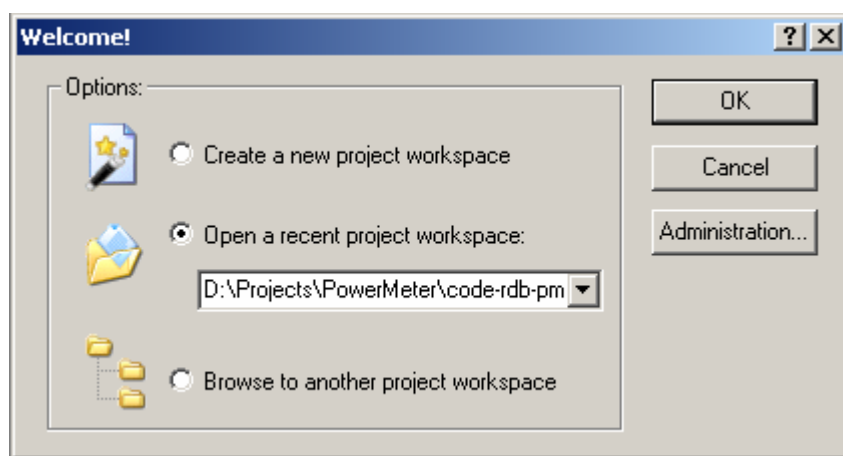 Welcome!
Options:
Create a new project workspace
Open a recent project workspace:
D:\Projects\PowerMeter\code-rdb-pm
Browse to another project workspace
OK
Cancel
Administration...